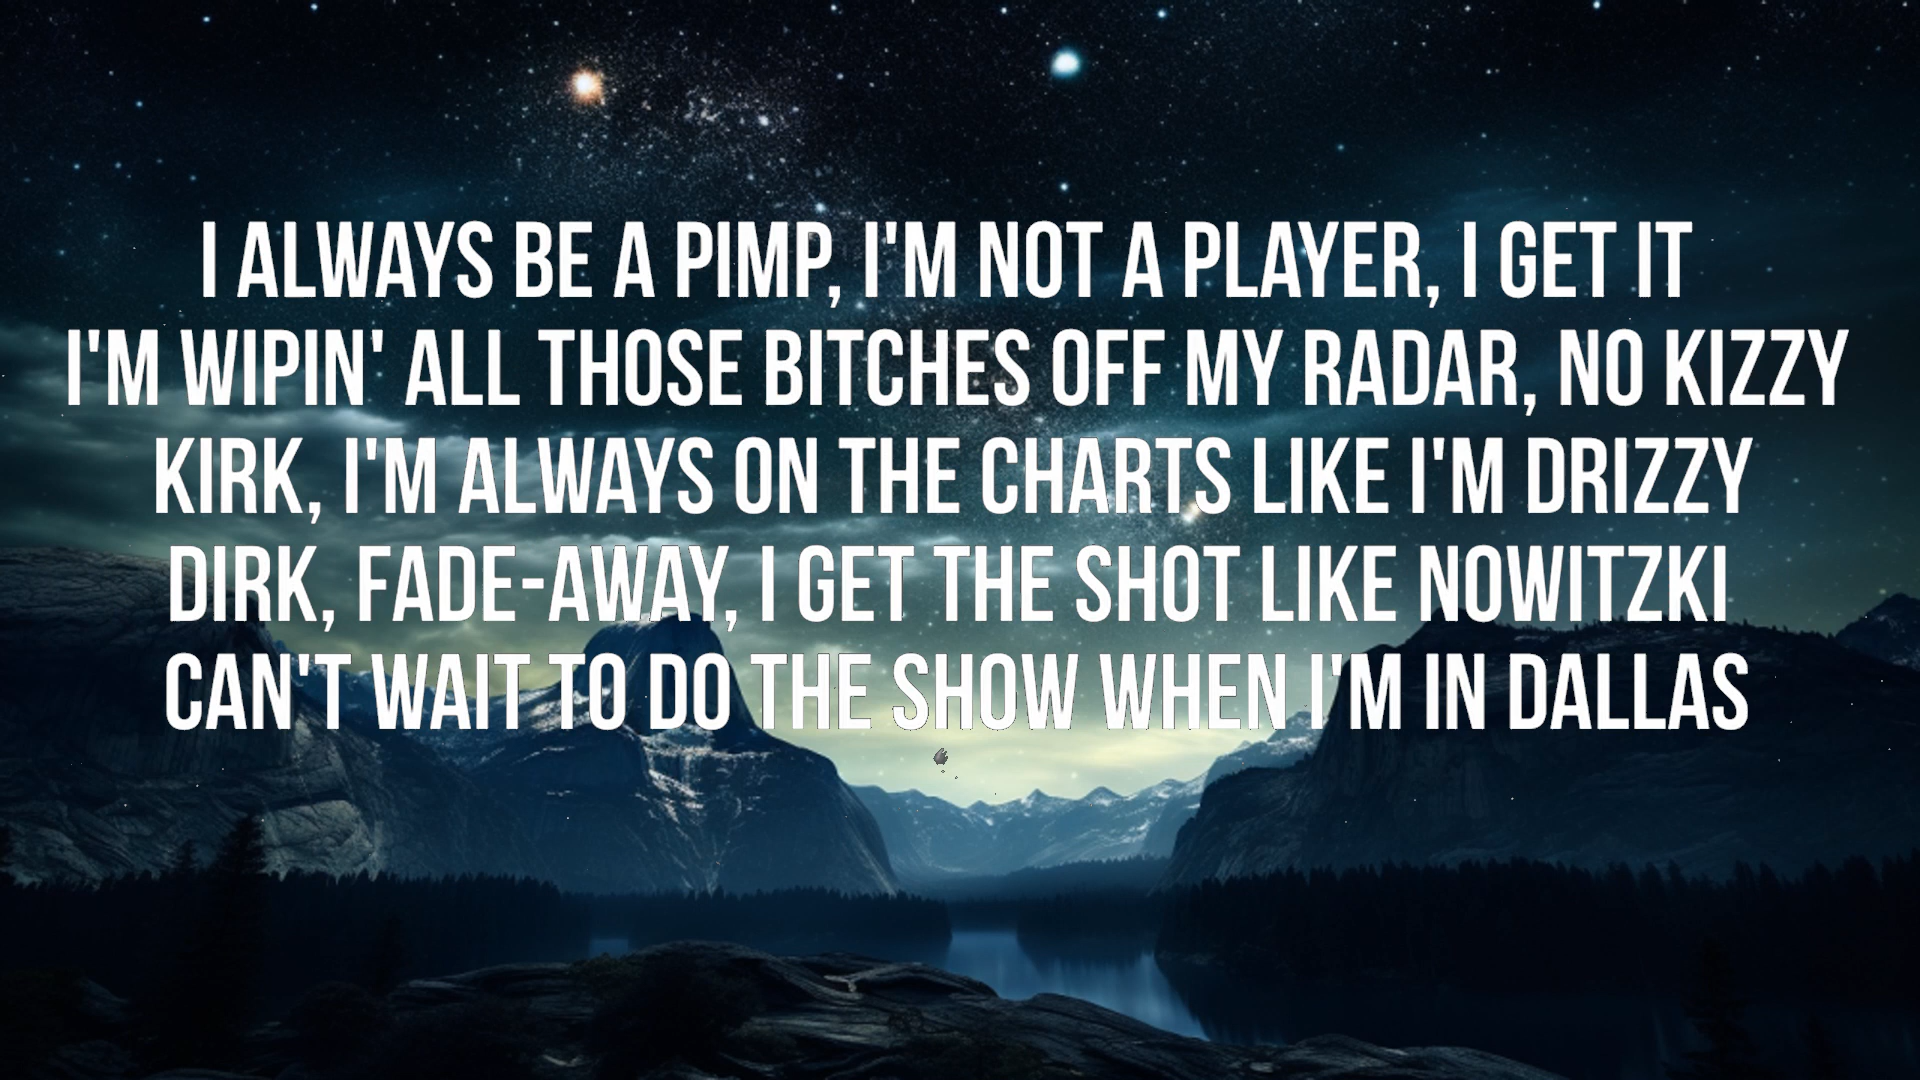 I ALWAYS BE A PIMP, I'M NOT A PLAYER, I GET IT
I'M WIPIN' ALL THOSE BITCHES OFF MY RADAR, NO KIZZY
KIRK, I'M ALWAYS ON THE CHARTS LIKE I'M DRIZZY
DIRK, FADE-AWAY, I GET THE SHOT LIKE NOWITZKI
CAN'T WAIT TO DO THE SHOW WHEN I'M IN DALLAS